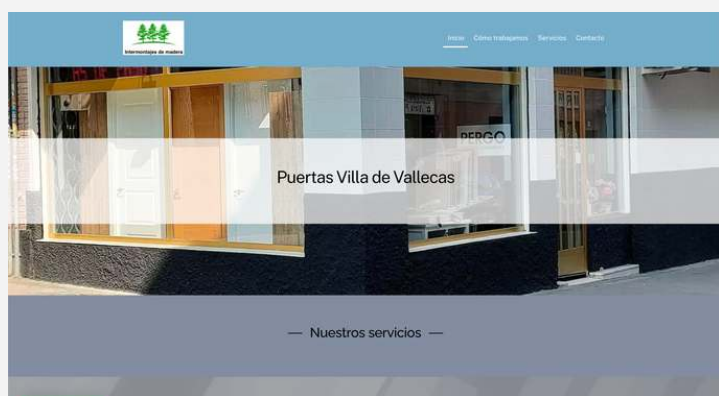 Intermontajes de madera
Inicio Cómo trabajamos Servicios Contacto
PERGO
Puertas Villa de Vallecas
— Nuestros servicios —